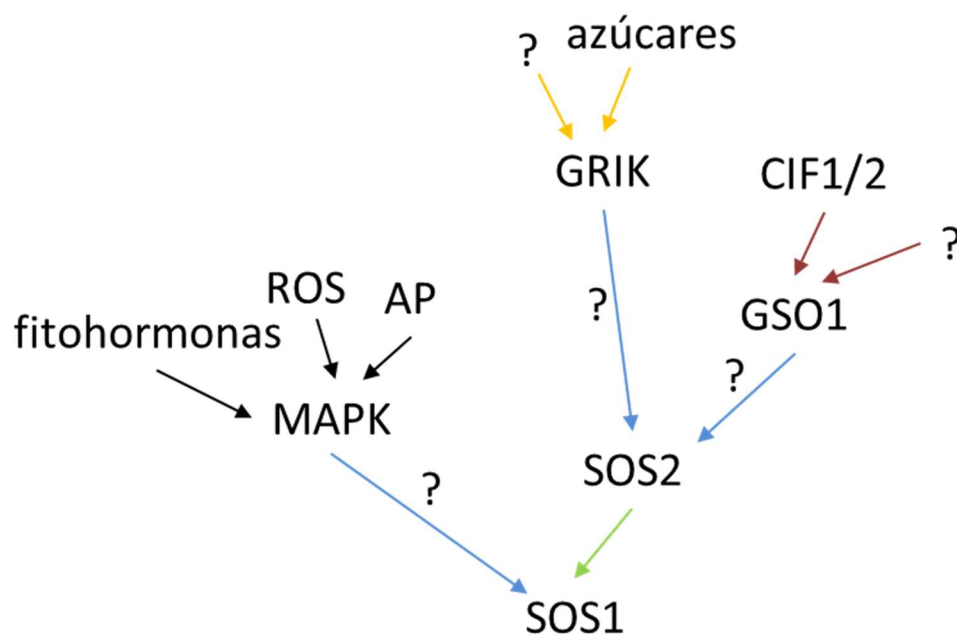 ? azúcares
GRIK CIF1/2
?
ROS AP ? GSO1
fitohormonas
?
MAPK
SOS2
?
SOS1